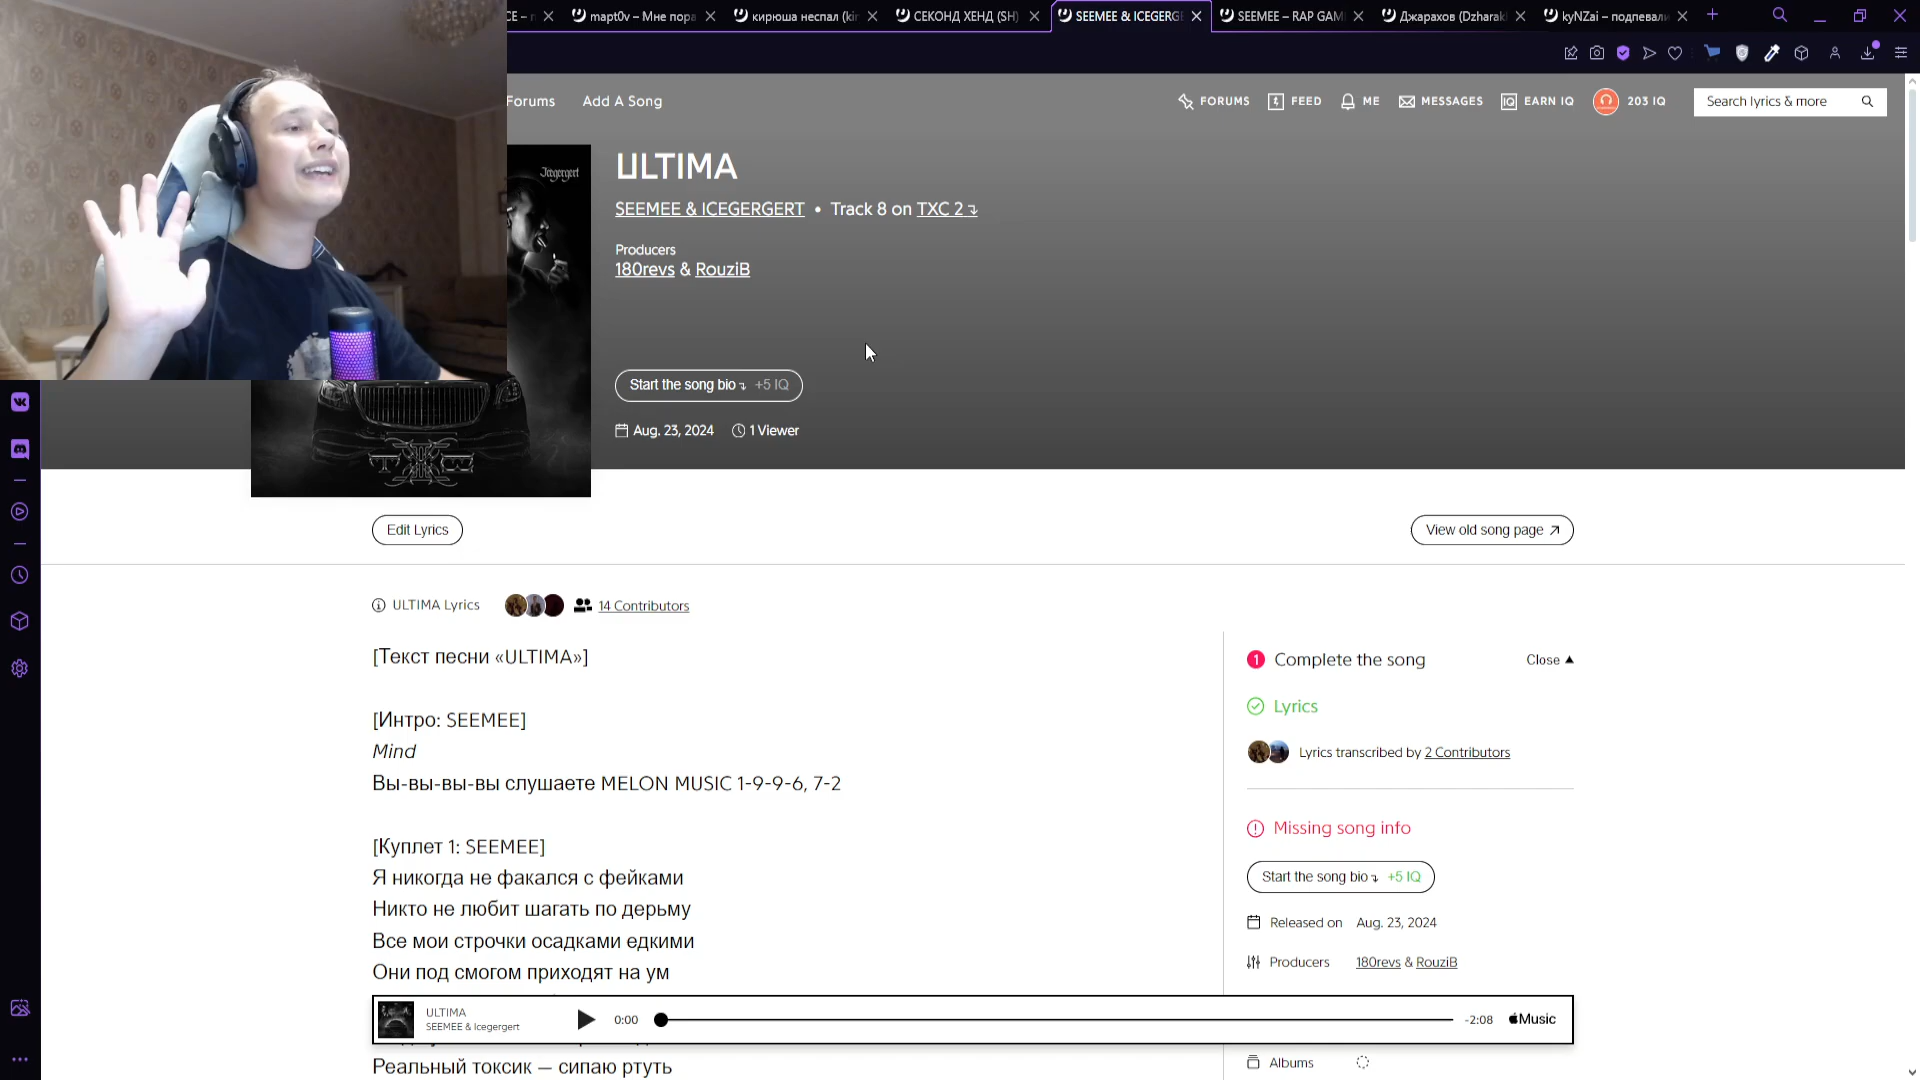 CE – п
mapt0v – Мне пора
кирюша неспал (kir
СЕКОНД ХЕНД (SH)
SEEMEE & ICEGERGE
SEEMEE – RAP GAM
Джарахов (Dzharak
kyNZai – подпевали
Forums
Add A Song
FORUMS
FEED
ME
MESSAGES
EARN IQ
203 IQ
Search lyrics & more
Icegergert
ULTIMA
SEEMEE & ICEGERGERT • Track 8 on TXC 2
Producers
180revs & RouziB
Start the song bio +5 IQ
Aug. 23, 2024
1 Viewer
Edit Lyrics
View old song page
ULTIMA Lyrics
14 Contributors
[Текст песни «ULTIMA»]
[Интро: SEEMEE]
Mind
Вы-вы-вы-вы слушаете MELON MUSIC 1-9-9-6, 7-2
[Куплет 1: SEEMEE]
Я никогда не факался с фейками
Никто не любит шагать по дерьму
Все мои строчки осадками едкими
Они под смогом приходят на ум
Реальный токсик — сипаю ртуть
1 Complete the song
Close
Lyrics
Lyrics transcribed by 2 Contributors
Missing song info
Start the song bio +5 IQ
Released on Aug. 23, 2024
Producers 180revs & RouziB
Albums
ULTIMA
SEEMEE & Icegergert
0:00
-2:08
Music